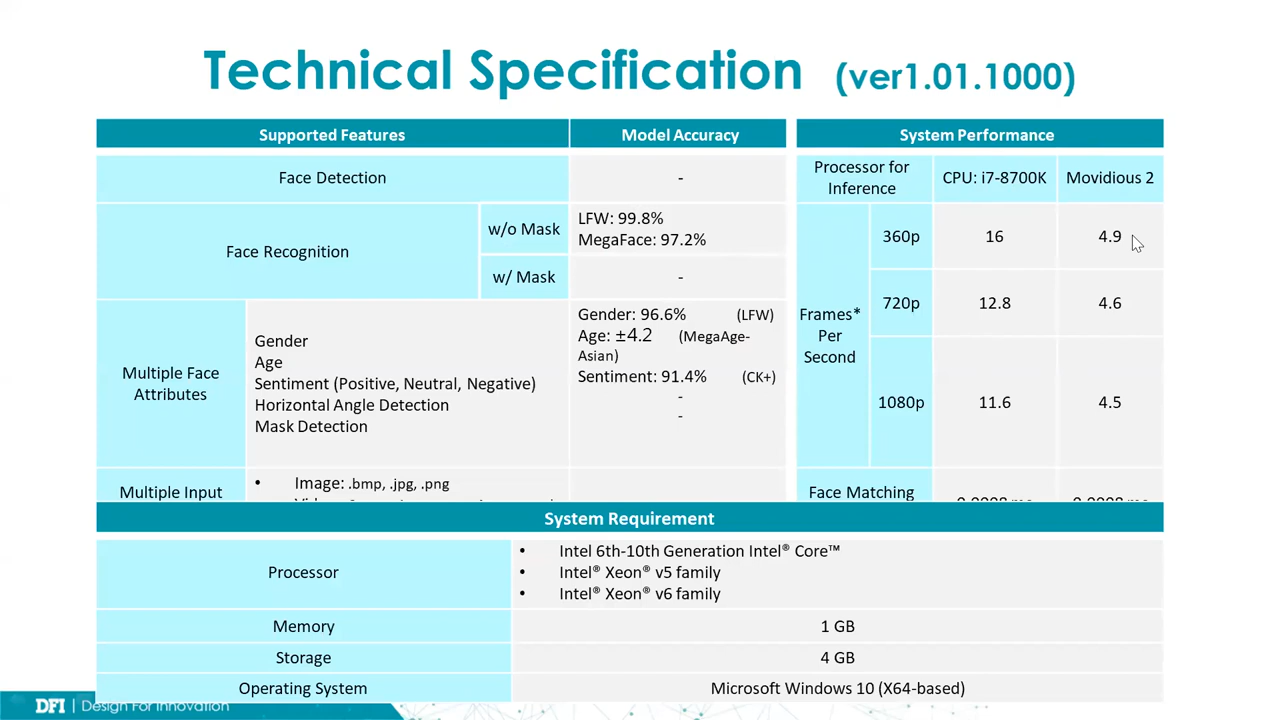 Technical Specification (ver1.01.1000)
Supported Features
Model Accuracy
Face Detection
-
Face Recognition
w/o Mask
LFW: 99.8%
MegaFace: 97.2%
w/ Mask
-
Multiple Face
Attributes
Gender
Age
Sentiment (Positive, Neutral, Negative)
Horizontal Angle Detection
Mask Detection
Gender: 96.6% (LFW)
Age: ±4.2 (MegaAge-
Asian)
Sentiment: 91.4% (CK+)
-
-
Multiple Input
• Image: .bmp, .jpg, .png
System Performance
Processor for
Inference
CPU: i7-8700K
Movidious 2
Frames*
Per
Second
360p
16
4.9
720p
12.8
4.6
1080p
11.6
4.5
Face Matching
System Requirement
Processor
• Intel 6th-10th Generation Intel® Core™
• Intel® Xeon® v5 family
• Intel® Xeon® v6 family
Memory
1 GB
Storage
4 GB
Operating System
Microsoft Windows 10 (X64-based)
DFI | Design For Innovation